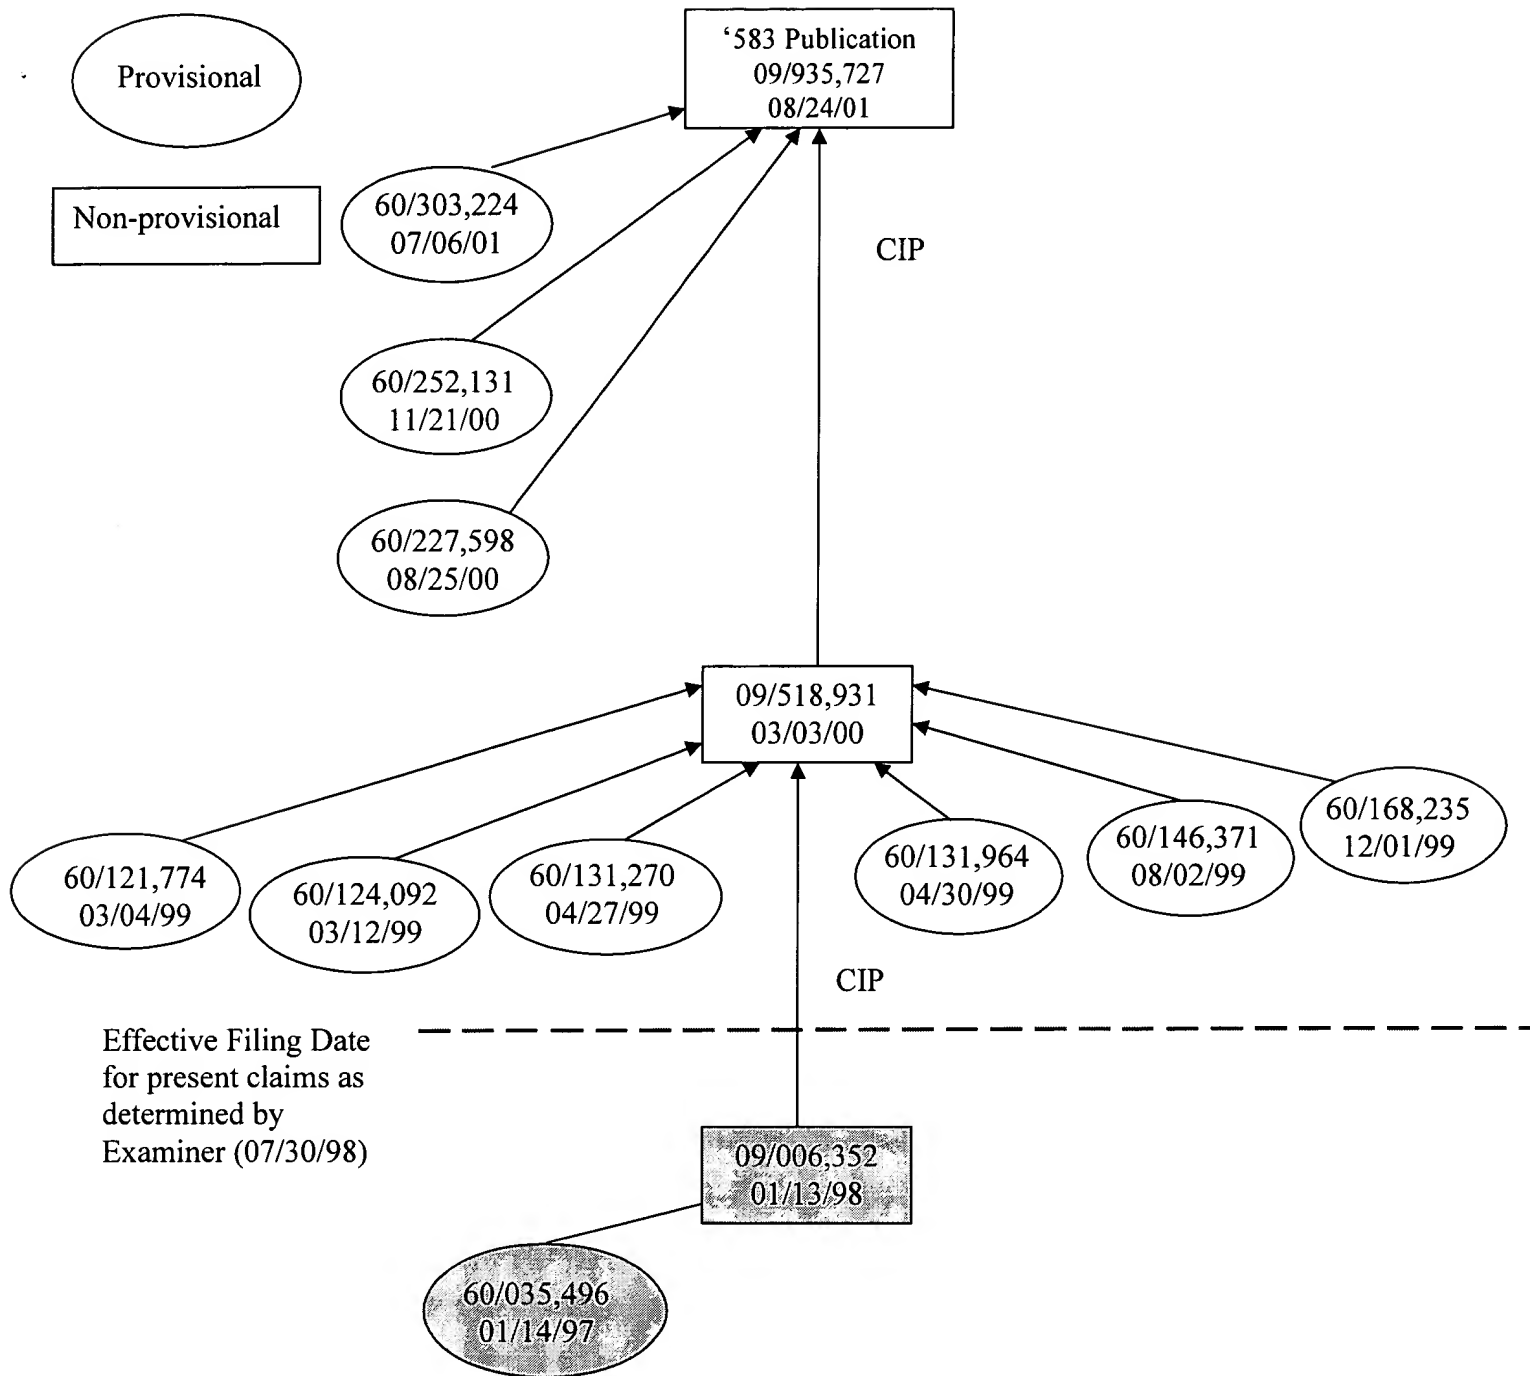 Provisional
'583 Publication
09/935,727
08/24/01
Non-provisional
60/303,224
07/06/01
CIP
60/252,131
11/21/00
60/227,598
08/25/00
09/518,931
03/03/00
60/121,774
03/04/99
60/124,092
03/12/99
60/131,270
04/27/99
60/131,964
04/30/99
60/146,371
08/02/99
60/168,235
12/01/99
CIP
Effective Filing Date
for present claims as
determined by
Examiner (07/30/98)
09/006,352
01/13/98
60/035,496
01/14/97